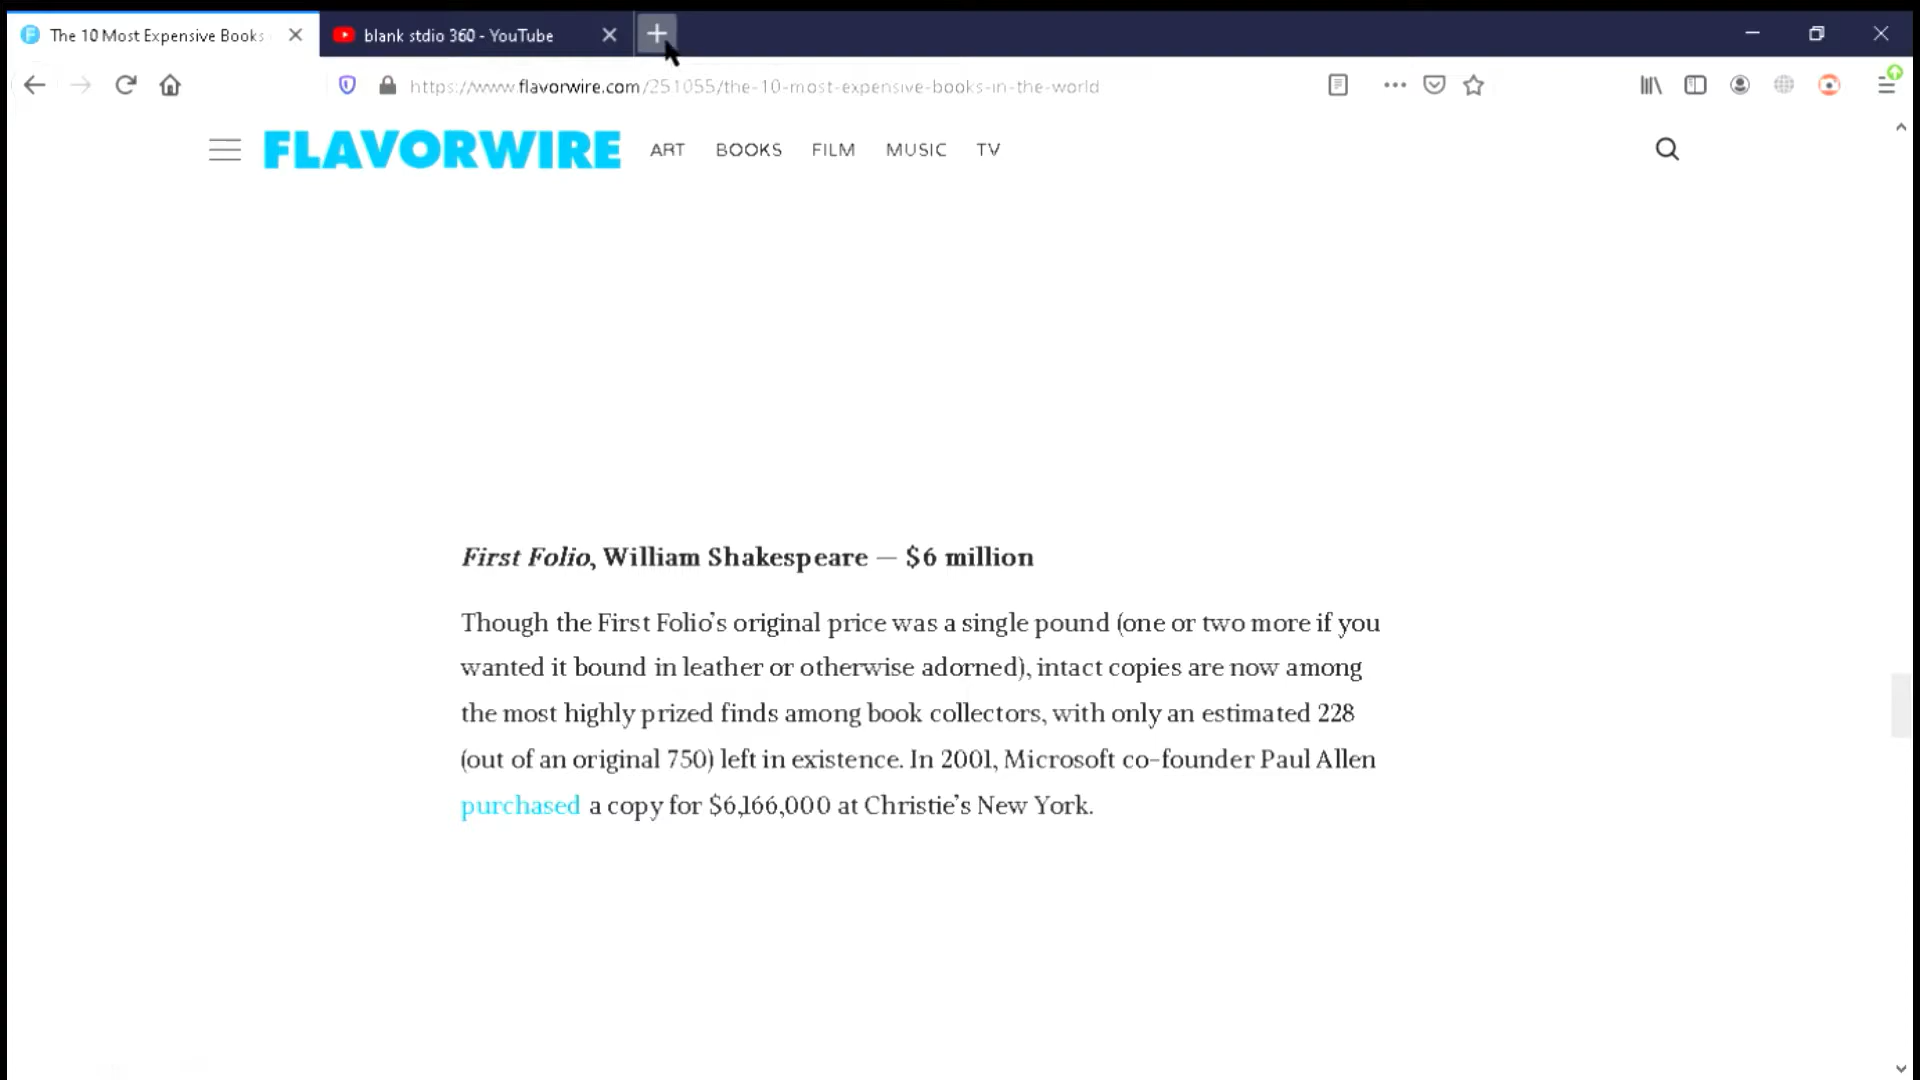 The 10 Most Expensive Books
blank stdio 360 - YouTube
https://www.flavorwire.com/251055/the-10-most-expensive-books-in-the-world
FLAVORWIRE ART BOOKS FILM MUSIC TV
First Folio, William Shakespeare — $6 million
Though the First Folio’s original price was a single pound (one or two more if you
wanted it bound in leather or otherwise adorned), intact copies are now among
the most highly prized finds among book collectors, with only an estimated 228
(out of an original 750) left in existence. In 2001, Microsoft co-founder Paul Allen
purchased a copy for $6,166,000 at Christie’s New York.